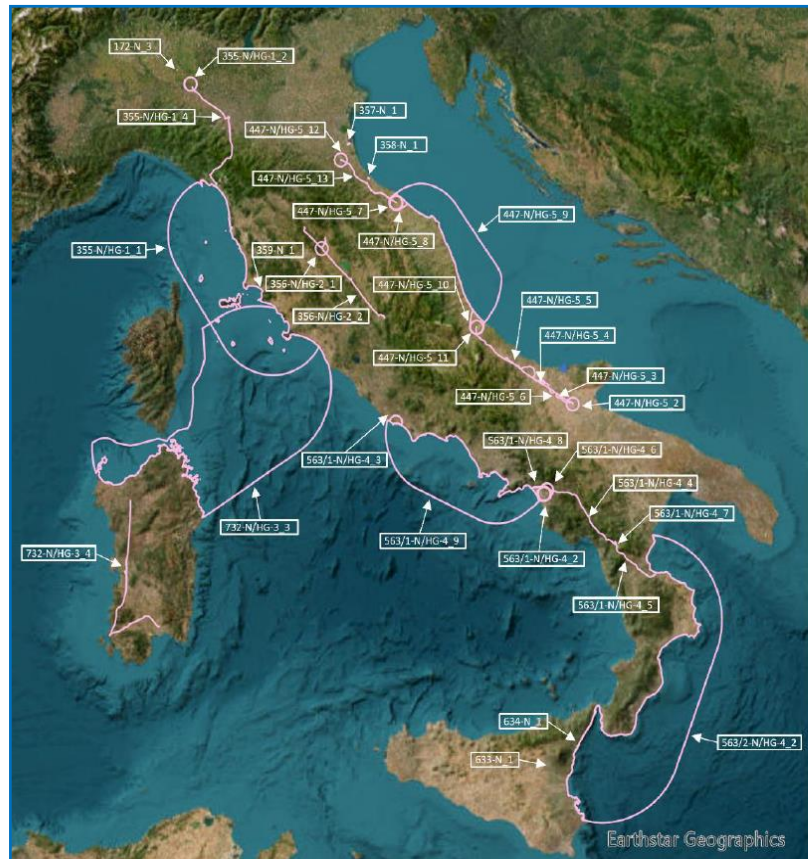 172-N_3
355-N/HG-1_2
357-N_1
355-N/HG-1_4
447-N/HG-5_12
358-N_1
447-N/HG-5_13
447-N/HG-5_7
447-N/HG-5_9
447-N/HG-5_8
355-N/HG-1_1
359-N_1
447-N/HG-5_10
356-N/HG-2_1
447-N/HG-5_5
356-N/HG-2_2
447-N/HG-5_4
447-N/HG-5_11
447-N/HG-5_3
447-N/HG-5_6
447-N/HG-5_2
563/1-N/HG-4_8
563/1-N/HG-4_6
563/1-N/HG-4_3
563/1-N/HG-4_4
563/1-N/HG-4_7
732-N/HG-3_3
563/1-N/HG-4_9
732-N/HG-3_4
563/1-N/HG-4_2
563/1-N/HG-4_5
634-N_1
563/2-N/HG-4_2
633-N_1
Earthstar Geographics